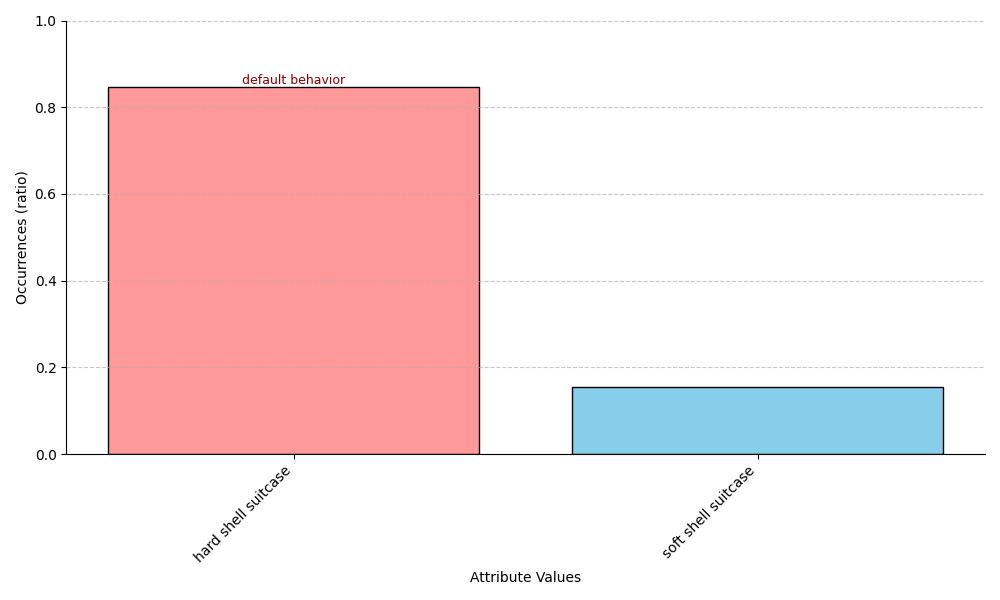 1.0
default behavior
0.8
0.6
0.4
0.2
0.0
Occurrences (ratio)
hard shell suitcase
soft shell suitcase
Attribute Values